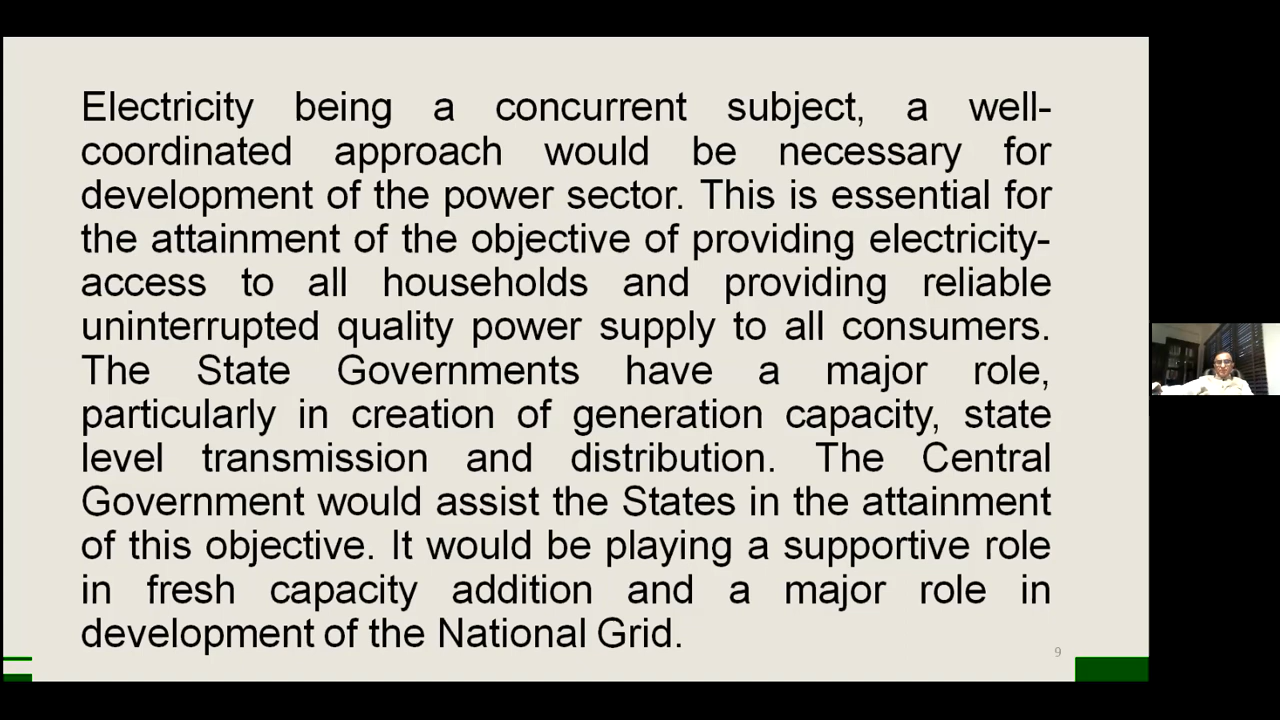 Electricity being a concurrent subject, a well-
coordinated approach would be necessary for
development of the power sector. This is essential for
the attainment of the objective of providing electricity-
access to all households and providing reliable
uninterrupted quality power supply to all consumers.
The State Governments have a major role,
particularly in creation of generation capacity, state
level transmission and distribution. The Central
Government would assist the States in the attainment
of this objective. It would be playing a supportive role
in fresh capacity addition and a major role in
development of the National Grid.
9